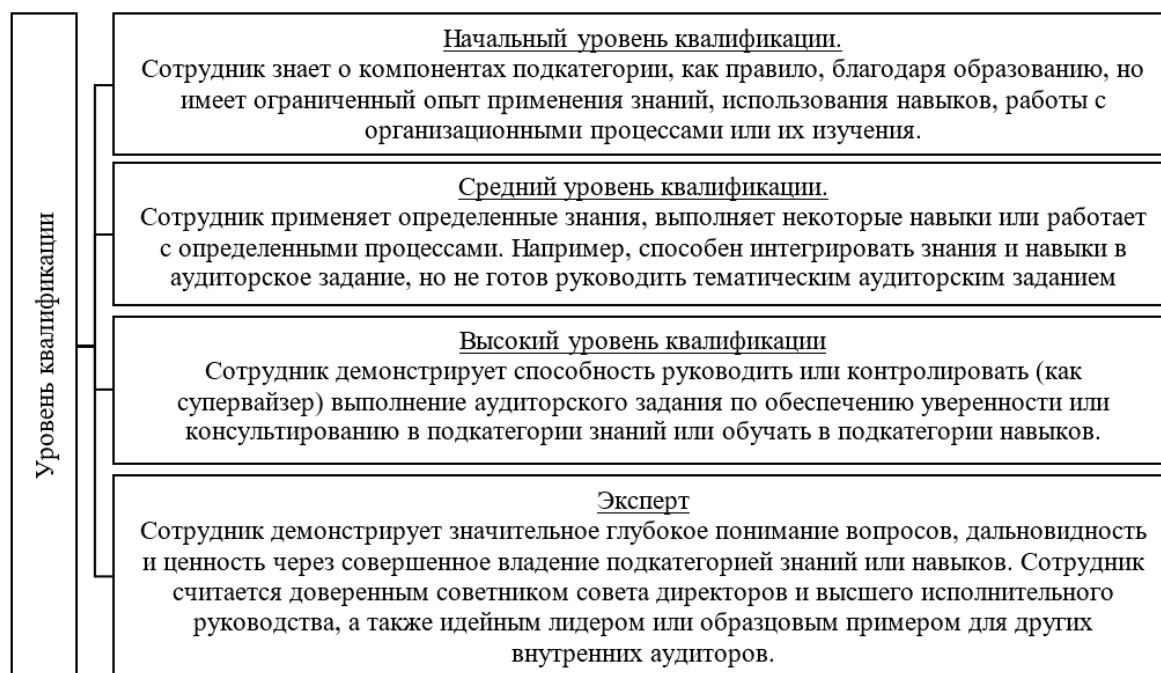 Уровень квалификации
Начальный уровень квалификации.
Сотрудник знает о компонентах подкатегории, как правило, благодаря образованию, но
имеет ограниченный опыт применения знаний, использования навыков, работы с
организационными процессами или их изучения.
Средний уровень квалификации.
Сотрудник применяет определенные знания, выполняет некоторые навыки или работает
с определенными процессами. Например, способен интегрировать знания и навыки в
аудиторское задание, но не готов руководить тематическим аудиторским заданием
Высокий уровень квалификации
Сотрудник демонстрирует способность руководить или контролировать (как
супервайзер) выполнение аудиторского задания по обеспечению уверенности или
консультированию в подкатегории знаний или обучать в подкатегории навыков.
Эксперт
Сотрудник демонстрирует значительное глубокое понимание вопросов, дальновидность
и ценность через совершенное владение подкатегорией знаний или навыков. Сотрудник
считается доверенным советником совета директоров и высшего исполнительного
руководства, а также идейным лидером или образцовым примером для других
внутренних аудиторов.